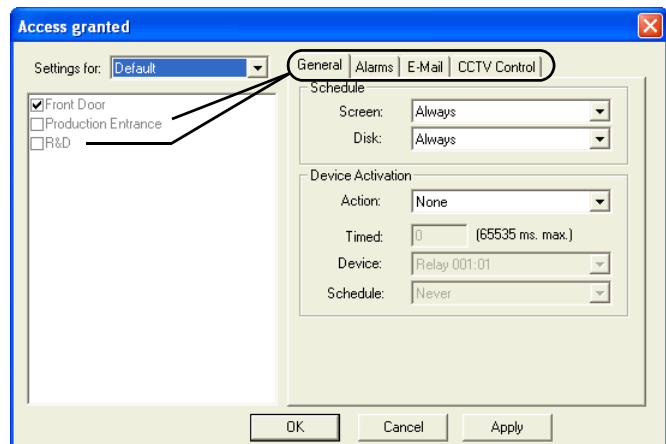 Access granted
Settings for: Default
General Alarms E-Mail CCTV Control
Front Door
Production Entrance
R&D
Schedule
Screen: Always
Disk: Always
Device Activation
Action: None
Timed: 0 (65535 ms. max.)
Device: Relay 001:01
Schedule: Never
OK Cancel Apply